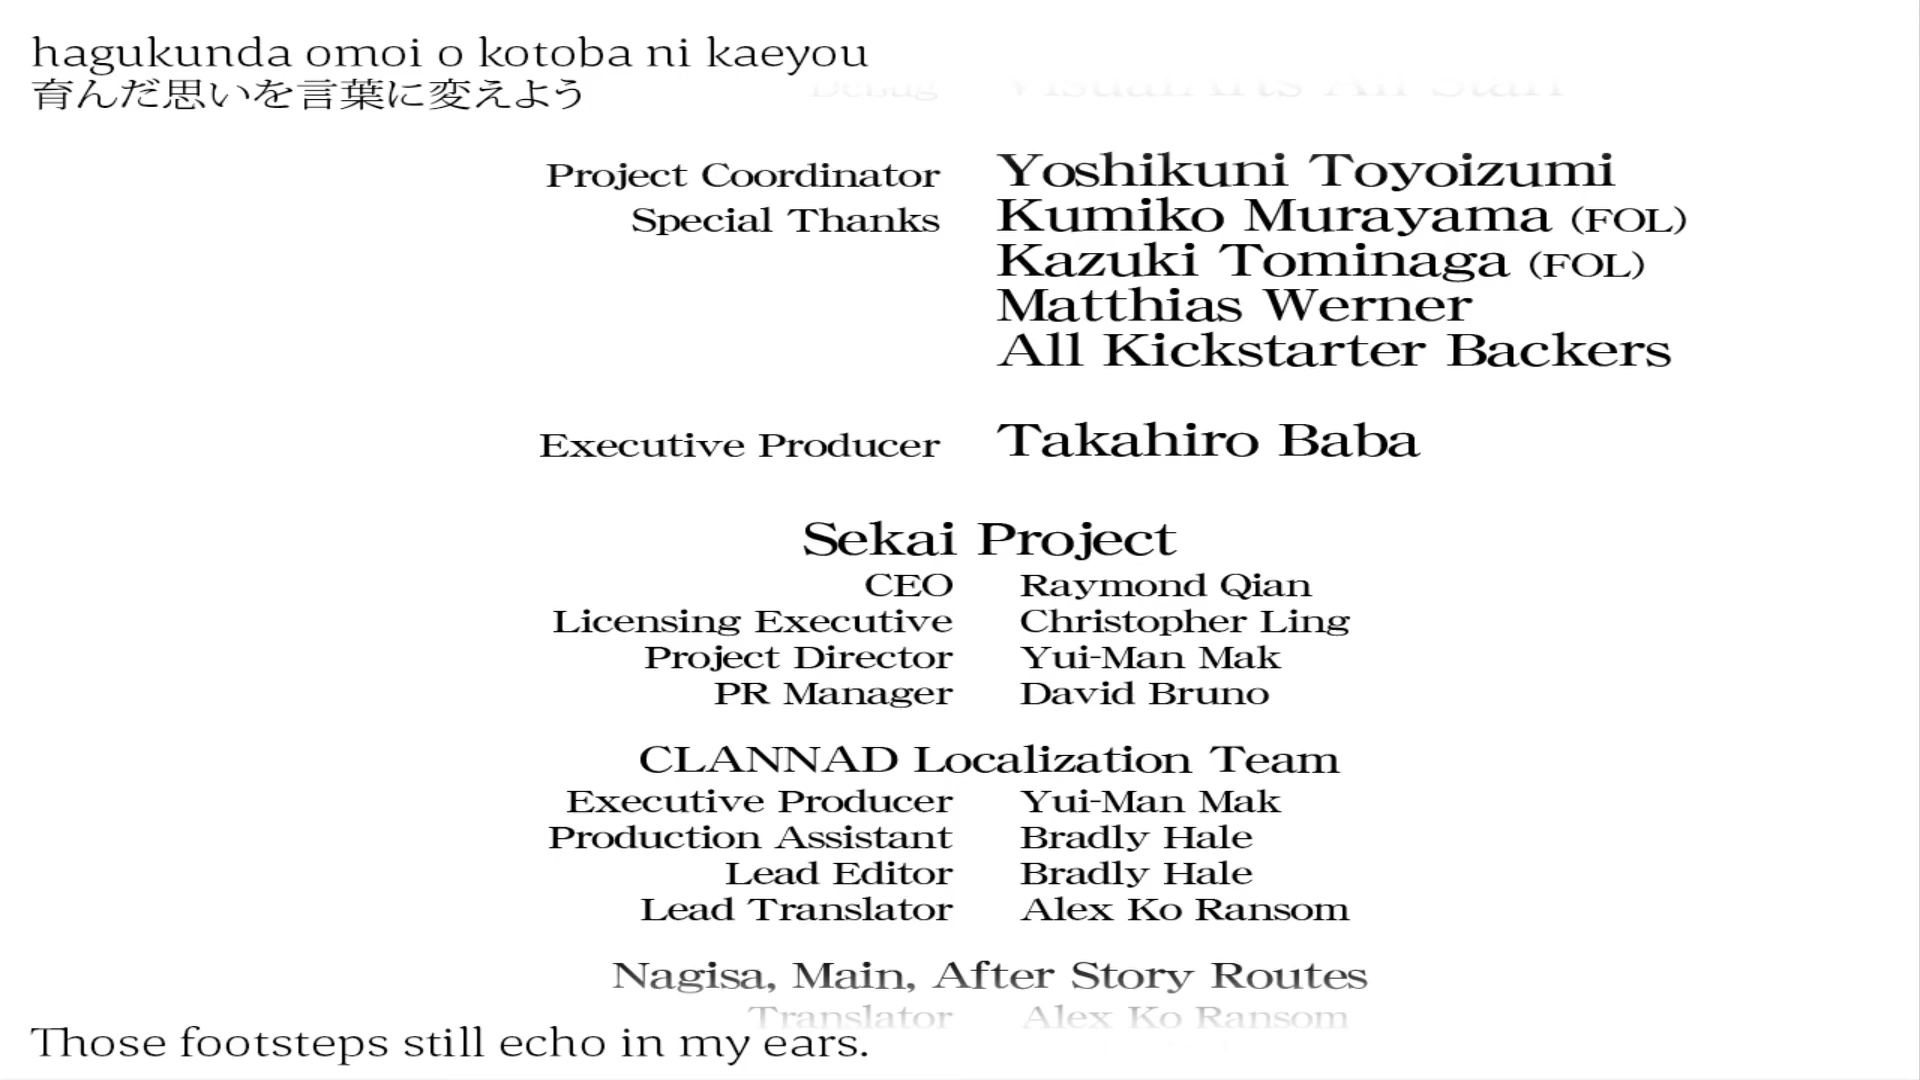 hagukunda omoi o kotoba ni kaeyou
育んだ思いを言葉に変えよう
Debug VisualArts All Staff
Project Coordinator Yoshikuni Toyoizumi
Special Thanks Kumiko Murayama (FOL)
Kazuki Tominaga (FOL)
Matthias Werner
All Kickstarter Backers
Executive Producer Takahiro Baba
Sekai Project
CEO Raymond Qian
Licensing Executive Christopher Ling
Project Director Yui-Man Mak
PR Manager David Bruno
CLANNAD Localization Team
Executive Producer Yui-Man Mak
Production Assistant Bradly Hale
Lead Editor Bradly Hale
Lead Translator Alex Ko Ransom
Nagisa, Main, After Story Routes
Translator Alex Ko Ransom
Those footsteps still echo in my ears.